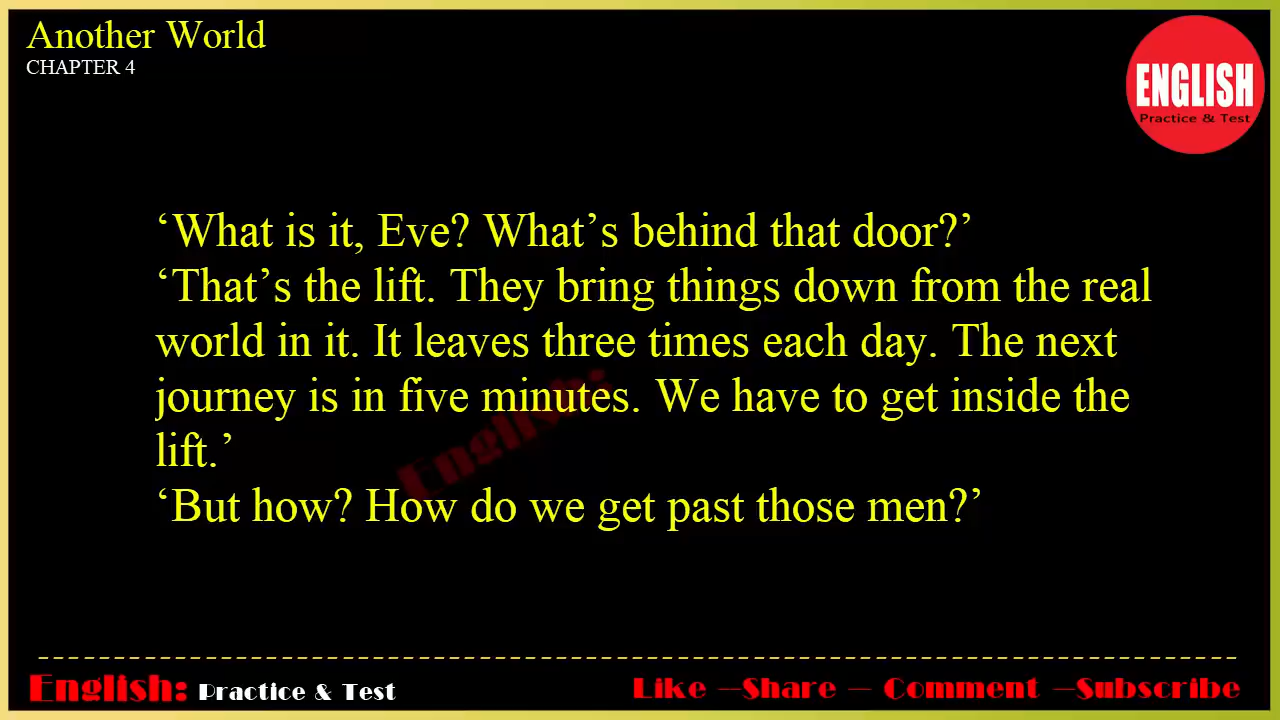 Another World
CHAPTER 4
ENGLISH
Practice & Test
‘What is it, Eve? What’s behind that door?’
‘That’s the lift. They bring things down from the real
world in it. It leaves three times each day. The next
journey is in five minutes. We have to get inside the
lift.’
‘But how? How do we get past those men?’
English:
English: Practice & Test
Like —Share — Comment —Subscribe